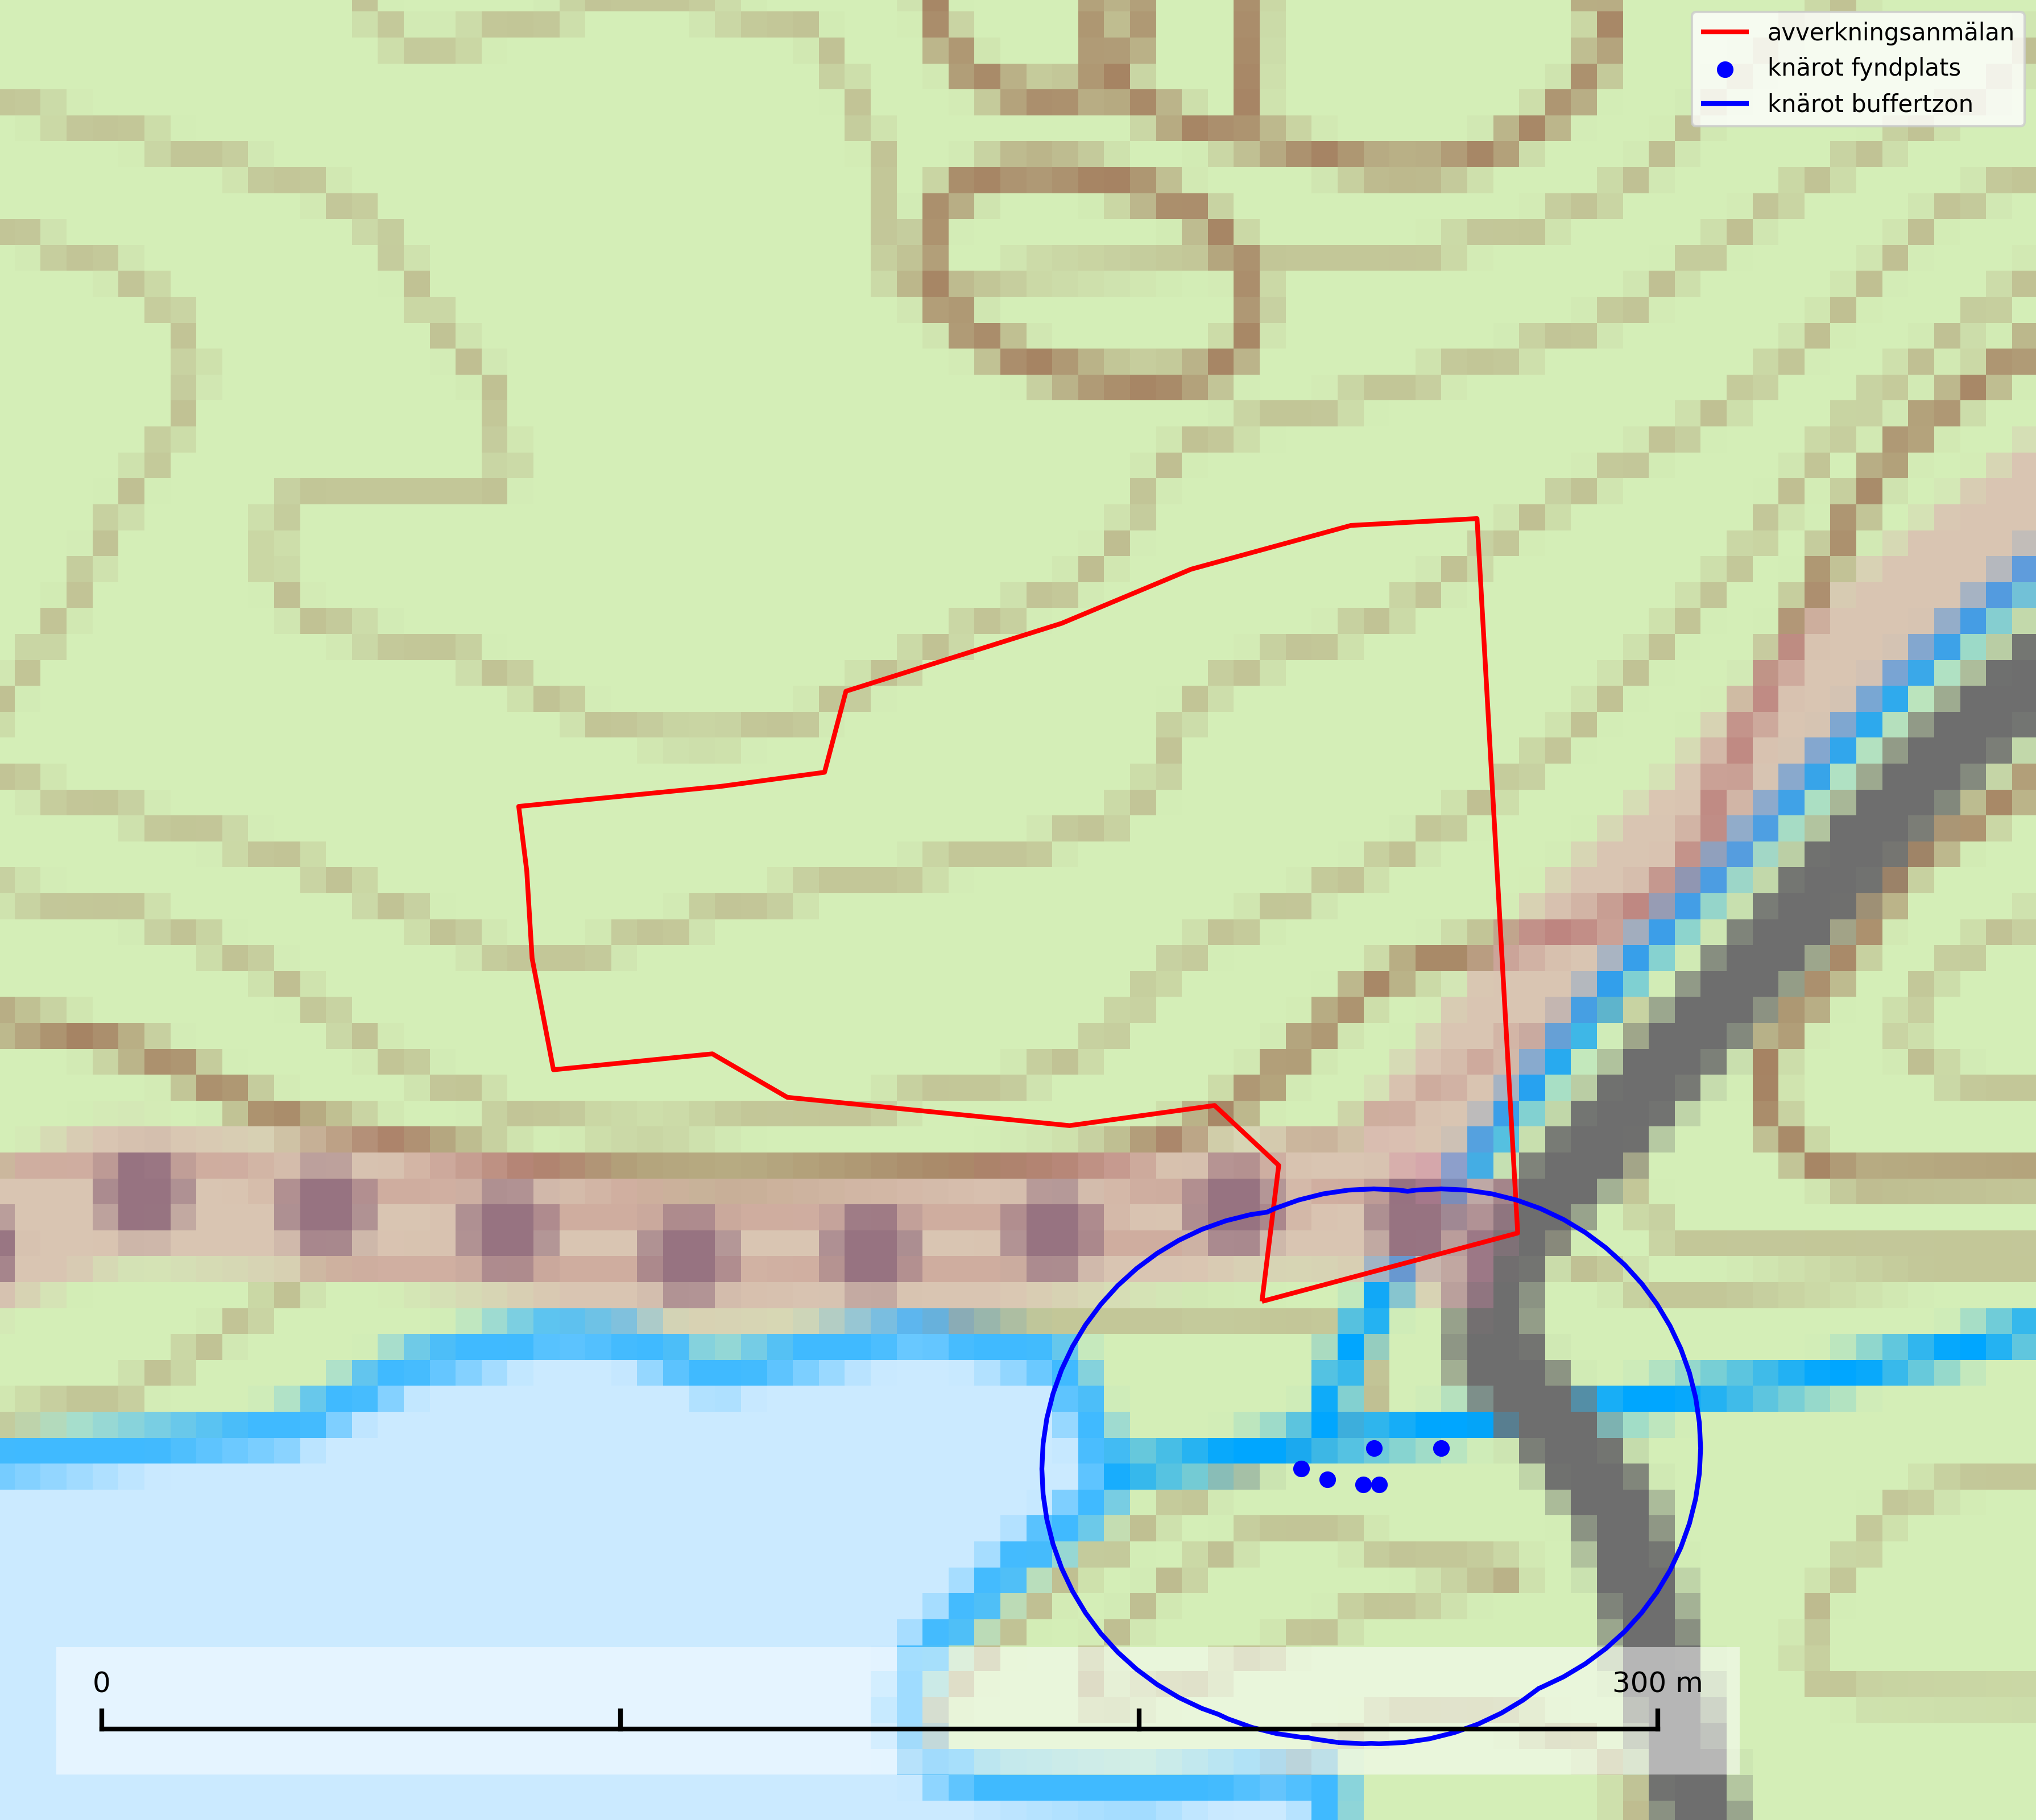 avverkningsanmälan
knärot fyndplats
knärot buffertzon
0
300 m